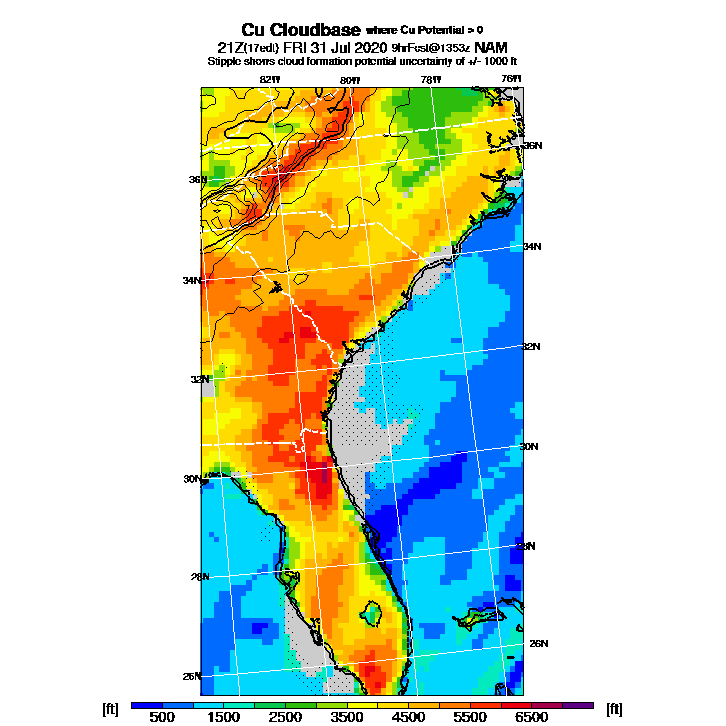 Cu Cloudbase where Cu Potential > 0
21Z(17edt) FRI 31 Jul 2020 9hrFcst@1353z NAM
Stipple shows cloud formation potential uncertainty of +/- 1000 ft
82W 80W 78W 76W
36N 36N
34N 34N
32N 32N
30N 30N
28N 28N
26N 26N
[ft] 500 1500 2500 3500 4500 5500 6500 [ft]